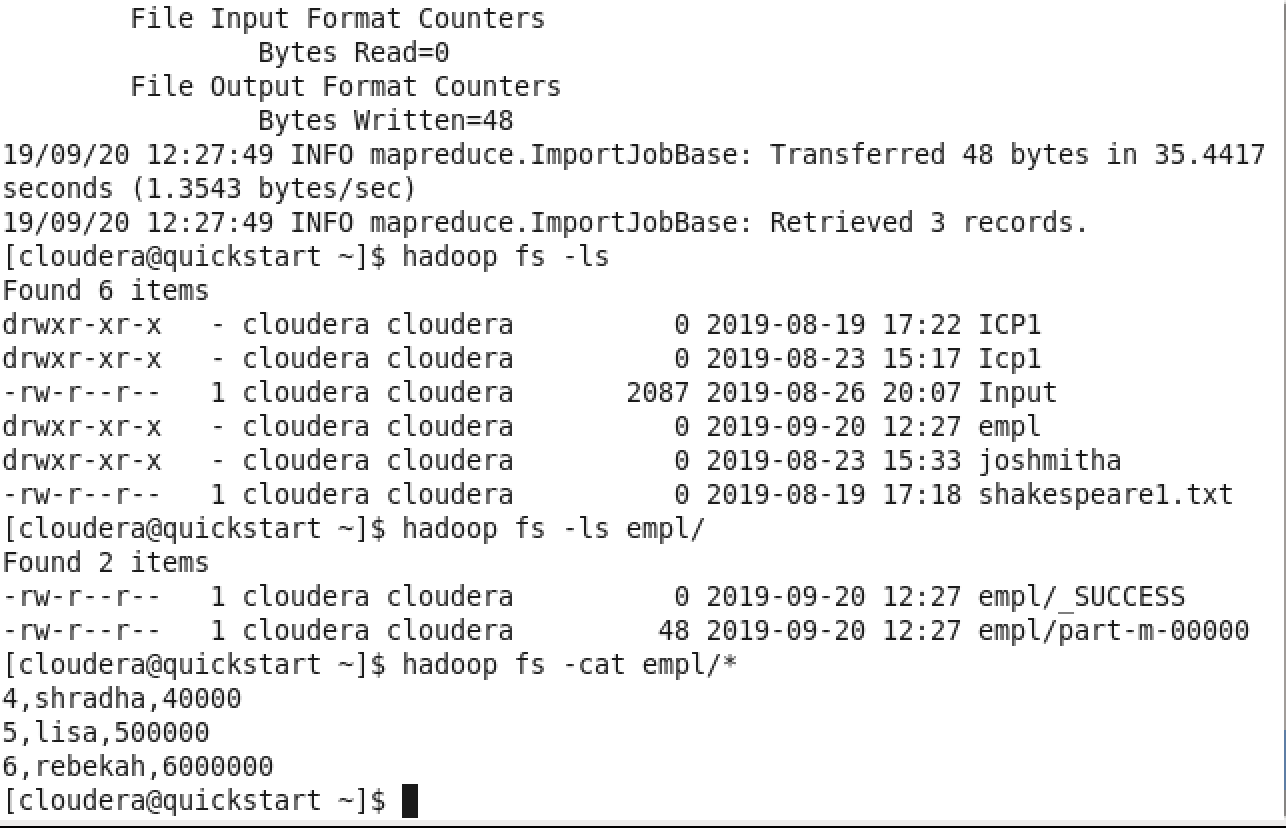 File Input Format Counters
Bytes Read=0
File Output Format Counters
Bytes Written=48
19/09/20 12:27:49 INFO mapreduce.ImportJobBase: Transferred 48 bytes in 35.4417
seconds (1.3543 bytes/sec)
19/09/20 12:27:49 INFO mapreduce.ImportJobBase: Retrieved 3 records.
[cloudera@quickstart ~]$ hadoop fs -ls
Found 6 items
drwxr-xr-x   - cloudera cloudera          0 2019-08-19 17:22 ICP1
drwxr-xr-x   - cloudera cloudera          0 2019-08-23 15:17 Icp1
-rw-r--r--   1 cloudera cloudera       2087 2019-08-26 20:07 Input
drwxr-xr-x   - cloudera cloudera          0 2019-09-20 12:27 empl
drwxr-xr-x   - cloudera cloudera          0 2019-08-23 15:33 joshmitha
-rw-r--r--   1 cloudera cloudera          0 2019-08-19 17:18 shakespeare1.txt
[cloudera@quickstart ~]$ hadoop fs -ls empl/
Found 2 items
-rw-r--r--   1 cloudera cloudera          0 2019-09-20 12:27 empl/_SUCCESS
-rw-r--r--   1 cloudera cloudera         48 2019-09-20 12:27 empl/part-m-00000
[cloudera@quickstart ~]$ hadoop fs -cat empl/*
4,shradha,40000
5,lisa,500000
6,rebekah,6000000
[cloudera@quickstart ~]$